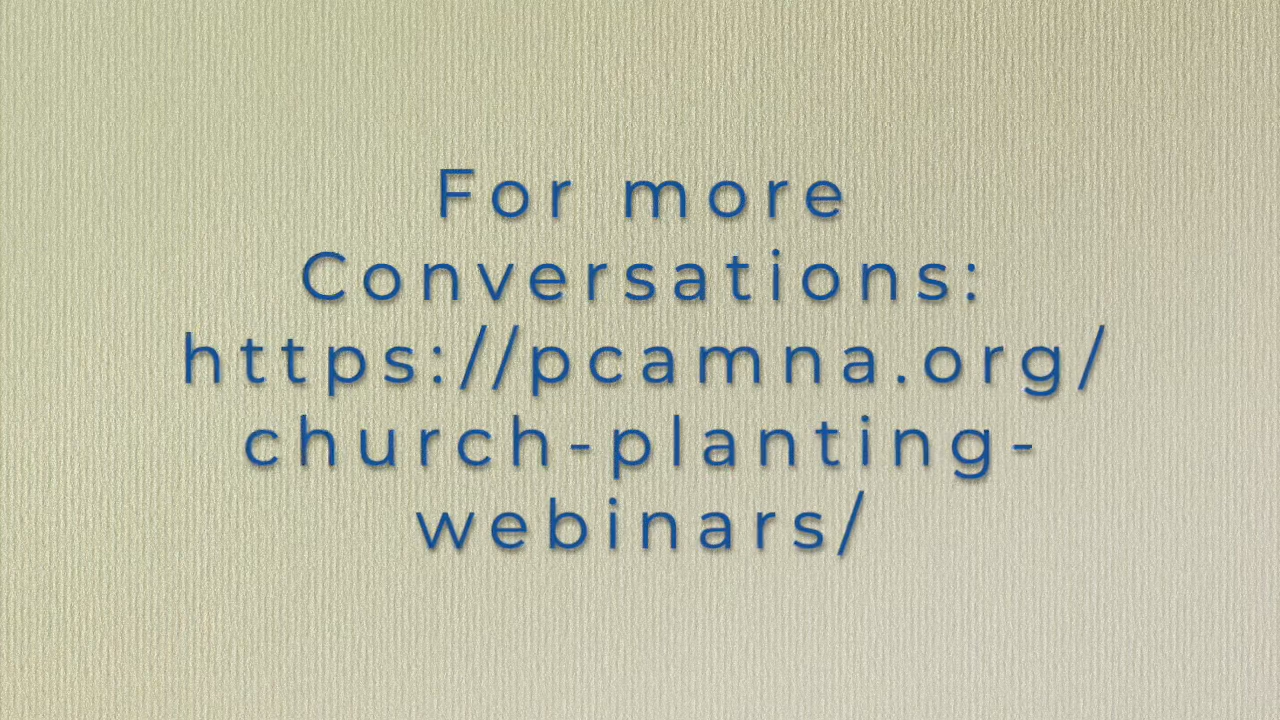 For more
Conversations:
https://pcamna.org/
church-planting-
webinars/